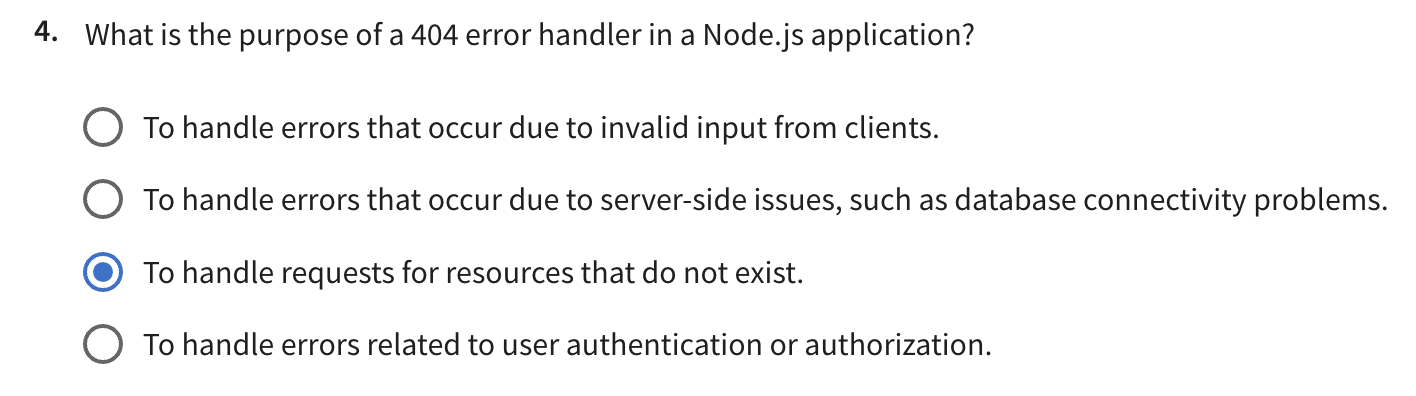 4. What is the purpose of a 404 error handler in a Node.js application?
To handle errors that occur due to invalid input from clients.
To handle errors that occur due to server-side issues, such as database connectivity problems.
To handle requests for resources that do not exist.
To handle errors related to user authentication or authorization.